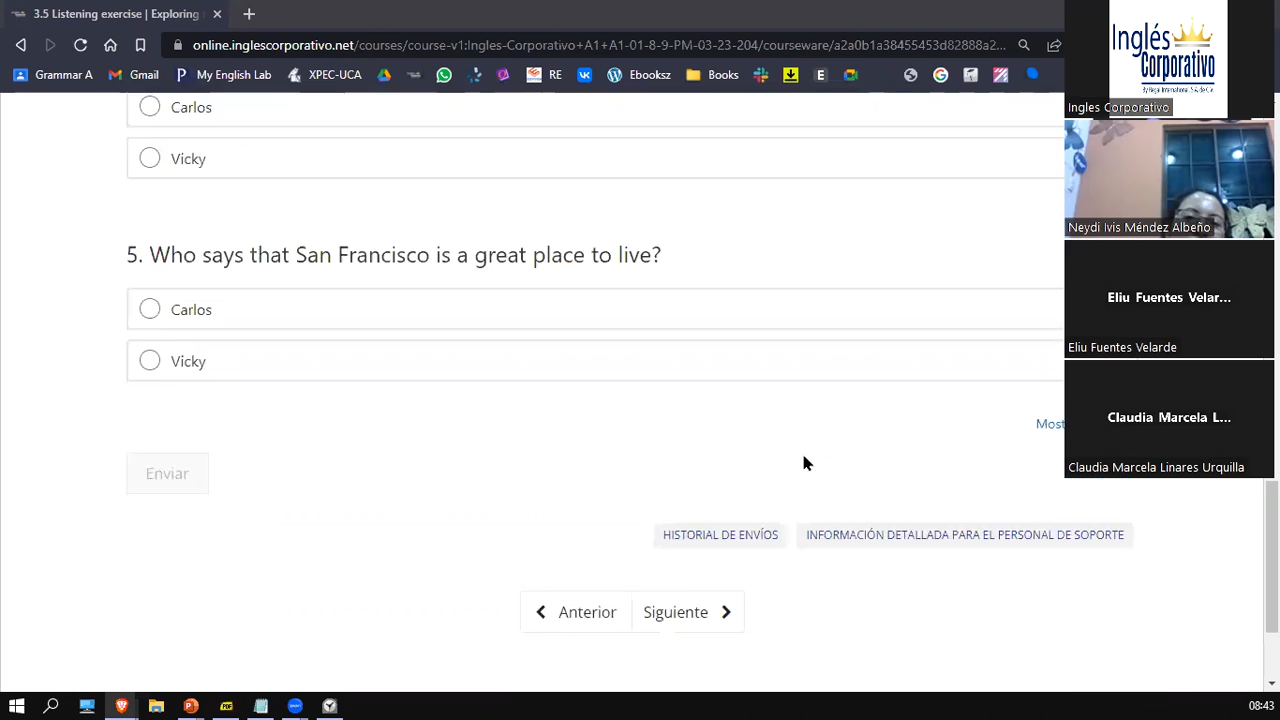 3.5 Listening exercise | Exploring
online.inglescorporativo.net/courses/course-v1:Ingles-Corporativo+A1+A1-01-8-9-PM-03-23-204/courseware/a2a0b1a38455453d82888a2...
Grammar A
Gmail
My English Lab
XPEC-UCA
RE
Ebooksz
Books
E
Carlos
Vicky
5. Who says that San Francisco is a great place to live?
Carlos
Vicky
Most
Enviar
HISTORIAL DE ENVÍOS
INFORMACIÓN DETALLADA PARA EL PERSONAL DE SOPORTE
Anterior
Siguiente
Inglés
Corporativo
Ingles Corporativo
Neydi Ivis Méndez Albeño
Eliu Fuentes Velar...
Eliu Fuentes Velarde
Claudia Marcela L...
Claudia Marcela Linares Urquilla
08:43